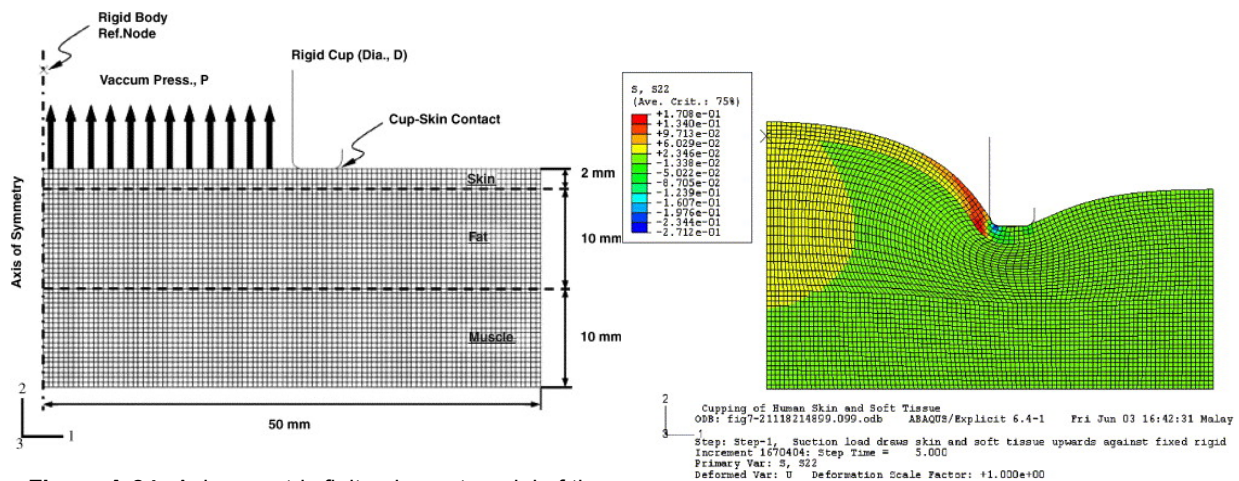 Rigid Body
Ref.Node
Rigid Cup (Dia., D)
Vaccum Press., P
Cup-Skin Contact
Axis of Symmetry
Skin
2 mm
Fat
10 mm
Muscle
10 mm
2
3
1
50 mm
S, S22
(Ave. Crit.: 75%)
+1.708e-01
+1.340e-01
+9.713e-02
+6.029e-02
+2.346e-02
-1.338e-02
-5.022e-02
-8.705e-02
-1.239e-01
-1.607e-01
-1.976e-01
-2.344e-01
-2.712e-01
2
3
1
Cupping of Human Skin and Soft Tissue
ODB: fig7-21118214899.099.odb ABAQUS/Explicit 6.4-1 Fri Jun 03 16:42:31 Malay
Step: Step-1, Suction load draws skin and soft tissue upwards against fixed rigid
Increment 1670404: Step Time = 5.000
Primary Var: S, S22
Deformed Var: U Deformation Scale Factor: +1.000e+00